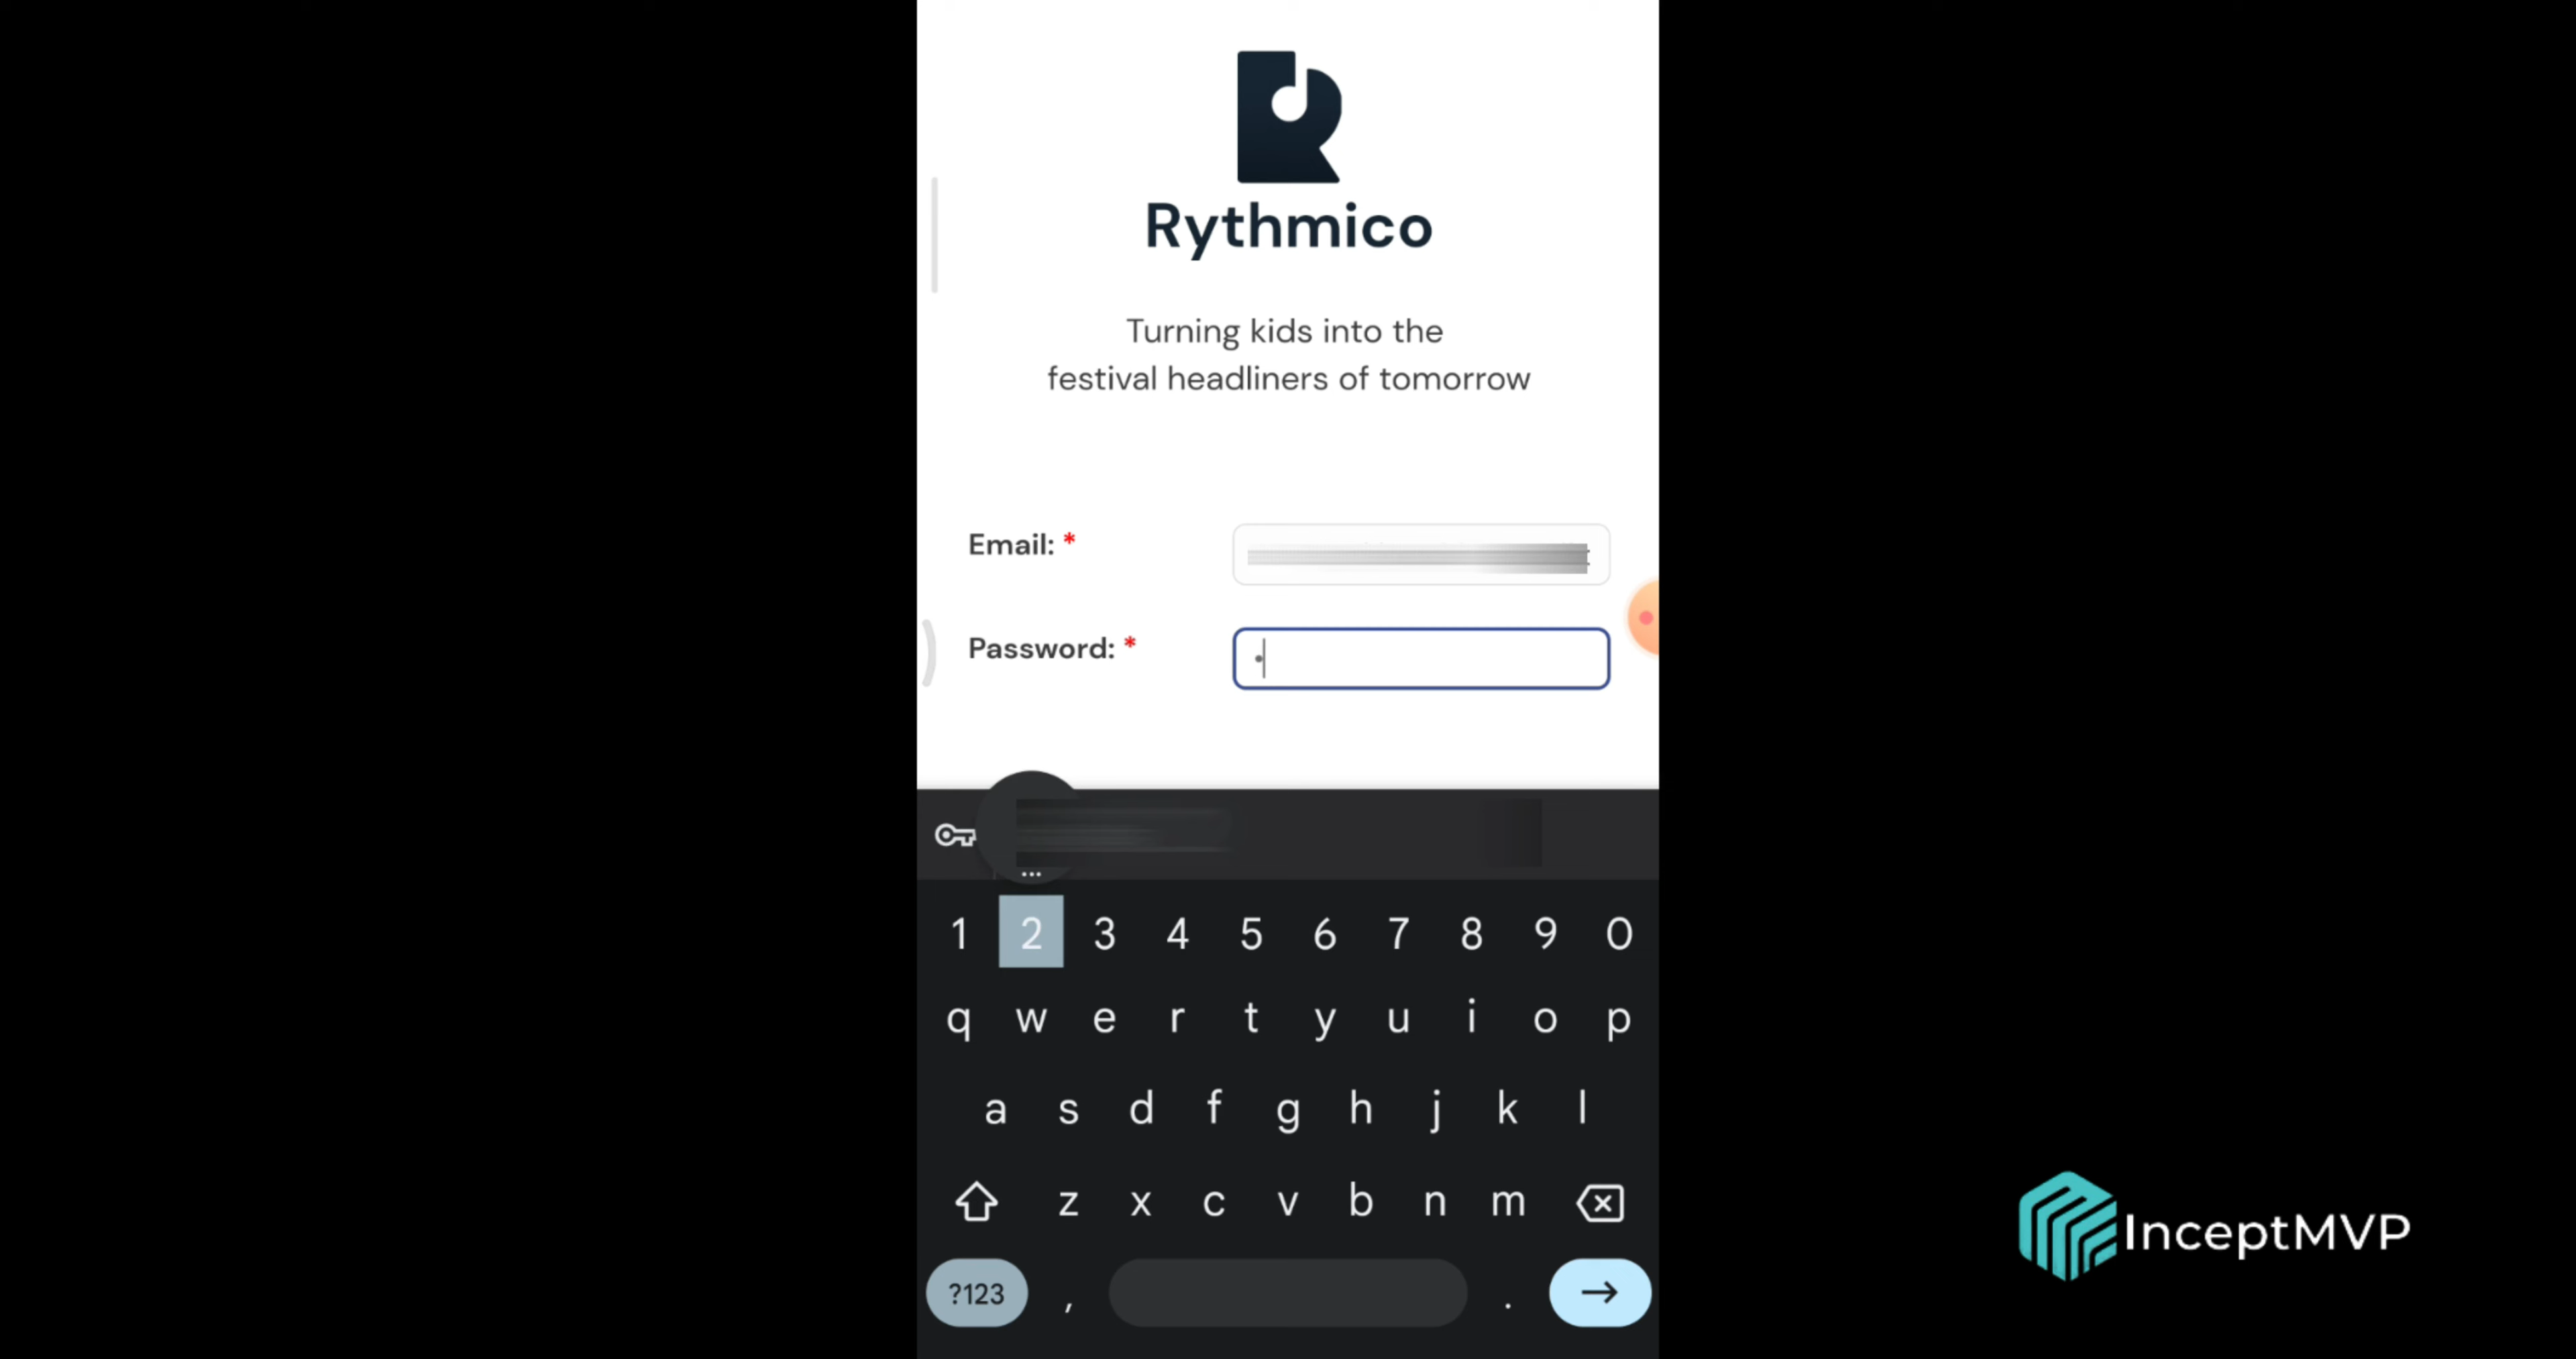 Rythmico
Turning kids into the
festival headliners of tomorrow
Email: *
Password: *
•
...
1 2 3 4 5 6 7 8 9 0
q w e r t y u i o p
a s d f g h j k l
z x c v b n m
?123 , .
InceptMVP